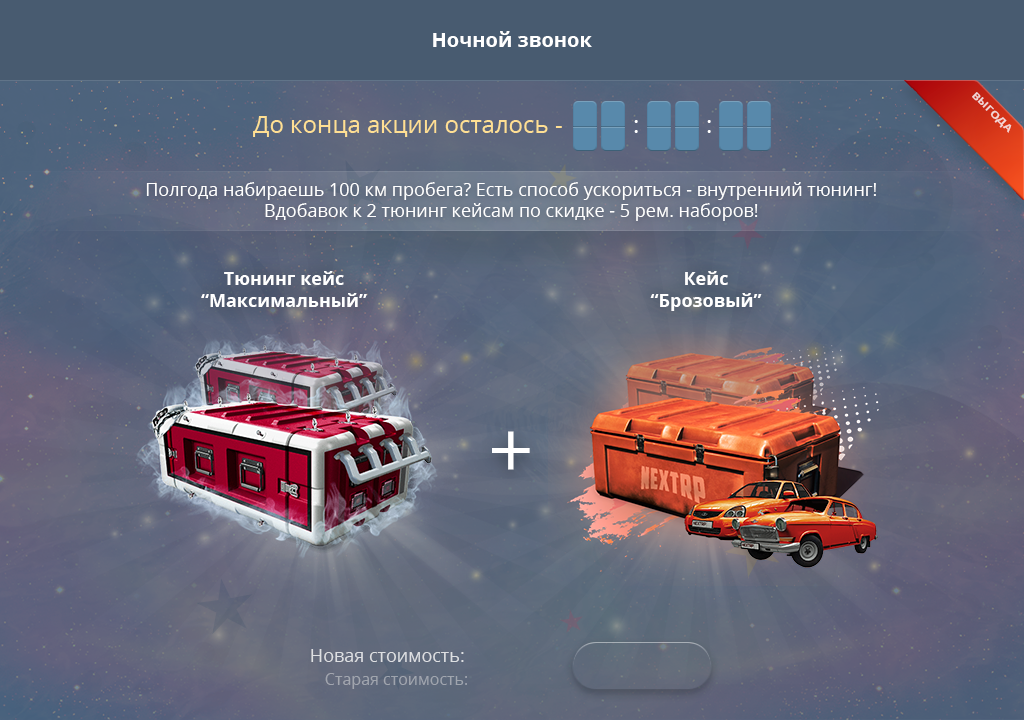 Ночной звонок
ВЫГОДА
До конца акции осталось - : :
Полгода набираешь 100 км пробега? Есть способ ускориться - внутренний тюнинг!
Вдобавок к 2 тюнинг кейсам по скидке - 5 рем. наборов!
Тюнинг кейс
“Максимальный”
Кейс
“Брозовый”
+
NEXTRP
Новая стоимость:
Старая стоимость: